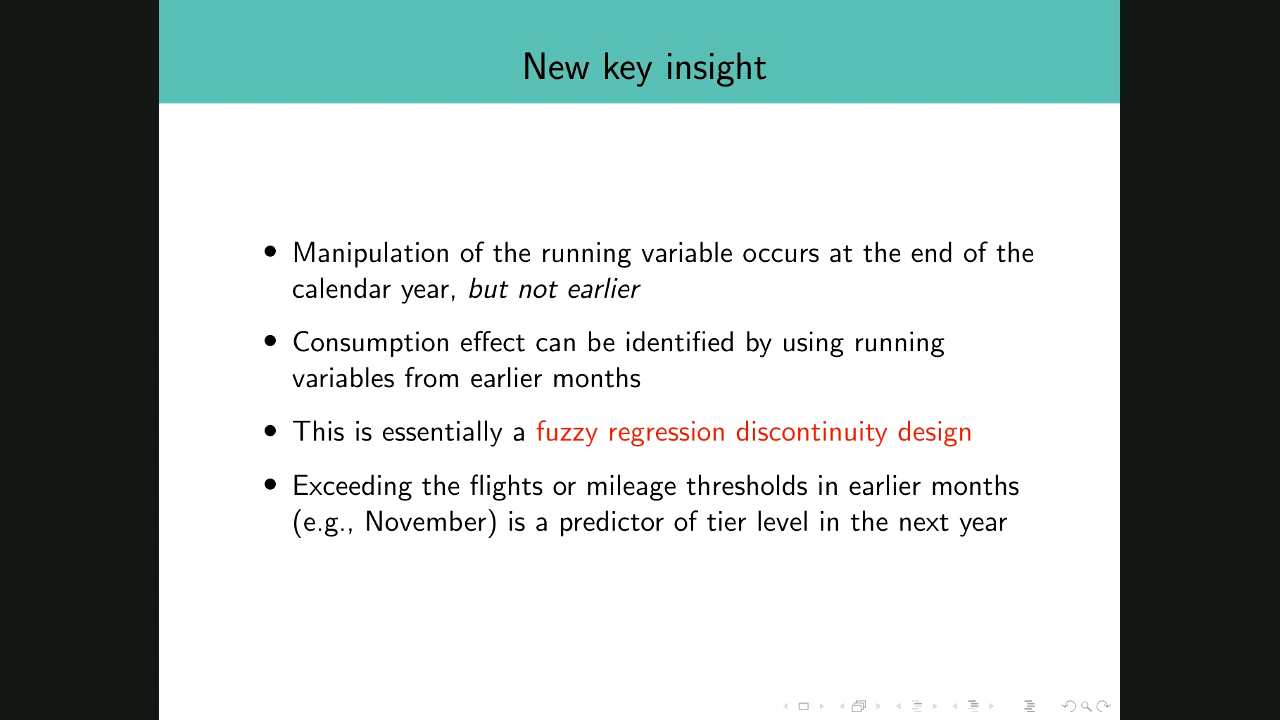 New key insight
• Manipulation of the running variable occurs at the end of the
calendar year, but not earlier
• Consumption effect can be identified by using running
variables from earlier months
• This is essentially a fuzzy regression discontinuity design
• Exceeding the flights or mileage thresholds in earlier months
(e.g., November) is a predictor of tier level in the next year